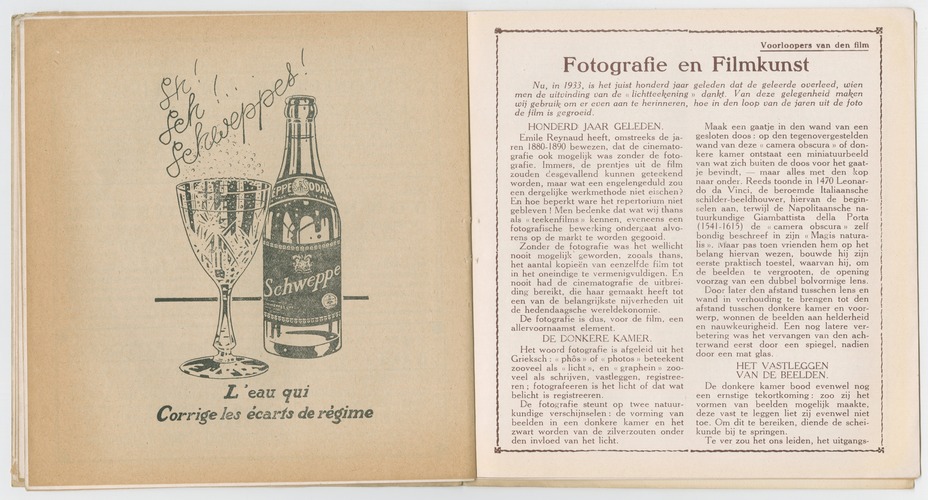 Sh!
Sch!...
Schweppes!
Schweppe
L'eau qui
Corrige les écarts de régime
Voorloopers van den film
Fotografie en Filmkunst
Nu, in 1933, is het juist honderd jaar geleden dat de geleerde overleed, wien
men de uitvinding van de « lichtteekening » dankt. Van deze gelegenheid maken
wij gebruik om er even aan te herinneren, hoe in den loop van de jaren uit de foto
de film is gegroeid.
HONDERD JAAR GELEDEN.
Emile Reynaud heeft, omstreeks de ja-
ren 1880-1890 bewezen, dat de cinemato-
grafie ook mogelijk was zonder de foto-
grafie. Immers, de prentjes uit de film
zouden desgevallend kunnen geteekend
worden, maar wat een engelengeduld zou
een dergelijke werkmethode niet eischen?
En hoe beperkt ware het repertorium niet
gebleven! Men bedenke dat wij thans
als « teekenfilms » kennen, eveneens een
fotografische bewerking ondergaat alvo-
rens op de markt te worden gegooid.
Zonder de fotografie was het wellicht
nooit mogelijk geworden, zooals thans,
het aantal kopieën van eenzelfde film tot
in het oneindige te vermenigvuldigen. En
nooit had de cinematografie de uitbrei-
ding bereikt, die haar gemaakt heeft tot
een van de belangrijkste nijverheden uit
de hedendaagsche wereldekonomie.
De fotografie is dus, voor de film, een
allervoornaamst element.
DE DONKERE KAMER.
Het woord fotografie is afgeleid uit het
Grieksch : « phôs » of « photos » beteekent
zooveel als « licht », en « graphein » zoo-
veel als schrijven, vastleggen, registree-
ren ; fotografeeren is het licht of dat wat
belicht is registreeren.
De fotografie steunt op twee natuur-
kundige verschijnselen : de vorming van
beelden in een donkere kamer en het
zwart worden van de zilverzouten onder
den invloed van het licht.
Maak een gaatje in den wand van een
gesloten doos : op den tegenovergestelden
wand van deze « camera obscura » of don-
kere kamer ontstaat een miniatuurbeeld
van wat zich buiten de doos voor het gaat-
je bevindt, — maar alles met den kop
naar onder. Reeds toonde in 1470 Leonar-
do da Vinci, de beroemde Italiaansche
schilder-beeldhouwer, hiervan de begin-
selen aan, terwijl de Napolitaansche na-
tuurkundige Giambattista della Porta
(1541-1615) de « camera obscura » zelf
bondig beschreef in zijn « Magis natura-
lis ». Maar pas toen vrienden hem op het
belang hiervan wezen, bouwde hij zijn
eerste praktisch toestel, waarvan hij, om
de beelden te vergrooten, de opening
voorzag van een dubbel bolvormige lens.
Door later den afstand tusschen lens en
wand in verhouding te brengen tot den
afstand tusschen donkere kamer en voor-
werp, wonnen de beelden aan helderheid
en nauwkeurigheid. Een nog latere ver-
betering was het vervangen van den ach-
terwand eerst door een spiegel, nadien
door een mat glas.
HET VASTLEGGEN
VAN DE BEELDEN.
De donkere kamer bood evenwel nog
een ernstige tekortkoming : zoo zij het
vormen van beelden mogelijk maakte,
deze vast te leggen liet zij evenwel niet
toe. Om dit te bereiken, diende de schei-
kunde bij te springen.
Te ver zou het ons leiden, het uitgangs-